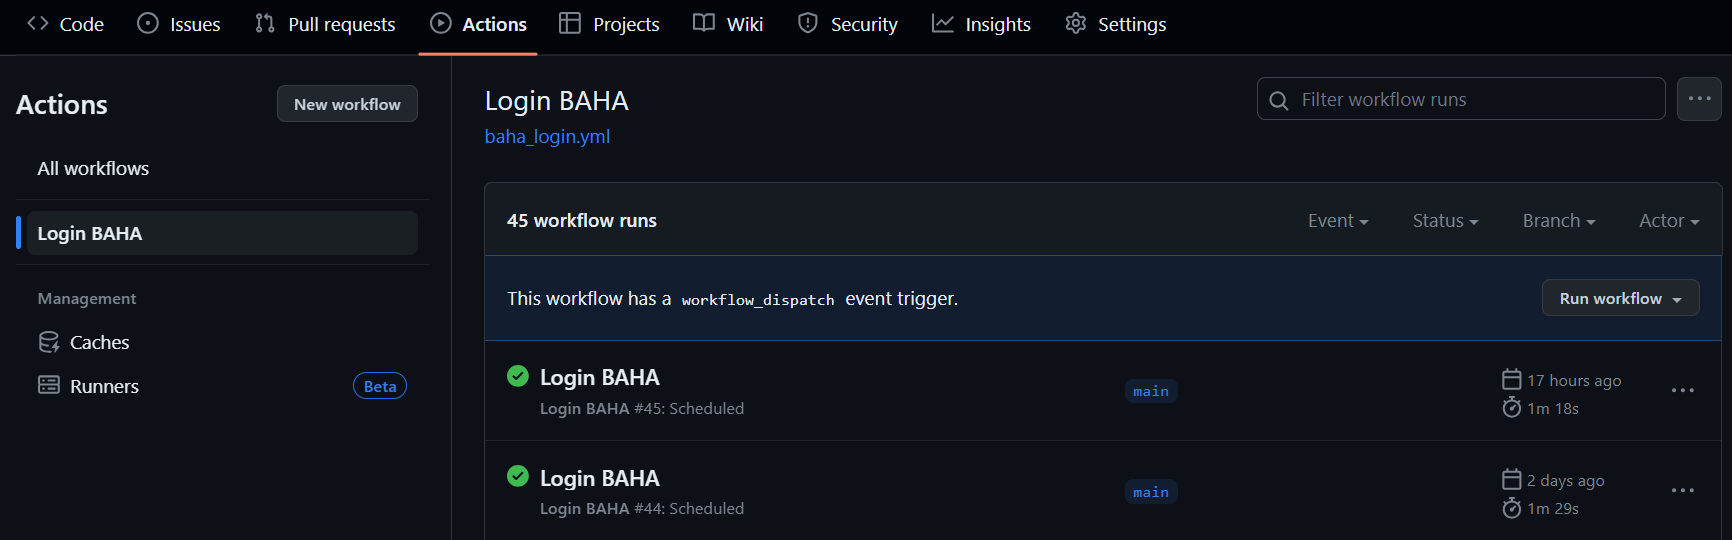 Code Issues Pull requests Actions Projects Wiki Security Insights Settings
Actions
New workflow
All workflows
Login BAHA
Management
Caches
Runners
Beta
Login BAHA
baha_login.yml
Filter workflow runs
45 workflow runs
Event Status Branch Actor
This workflow has a workflow_dispatch event trigger.
Run workflow
Login BAHA
Login BAHA #45: Scheduled
main
17 hours ago
1m 18s
Login BAHA
Login BAHA #44: Scheduled
main
2 days ago
1m 29s